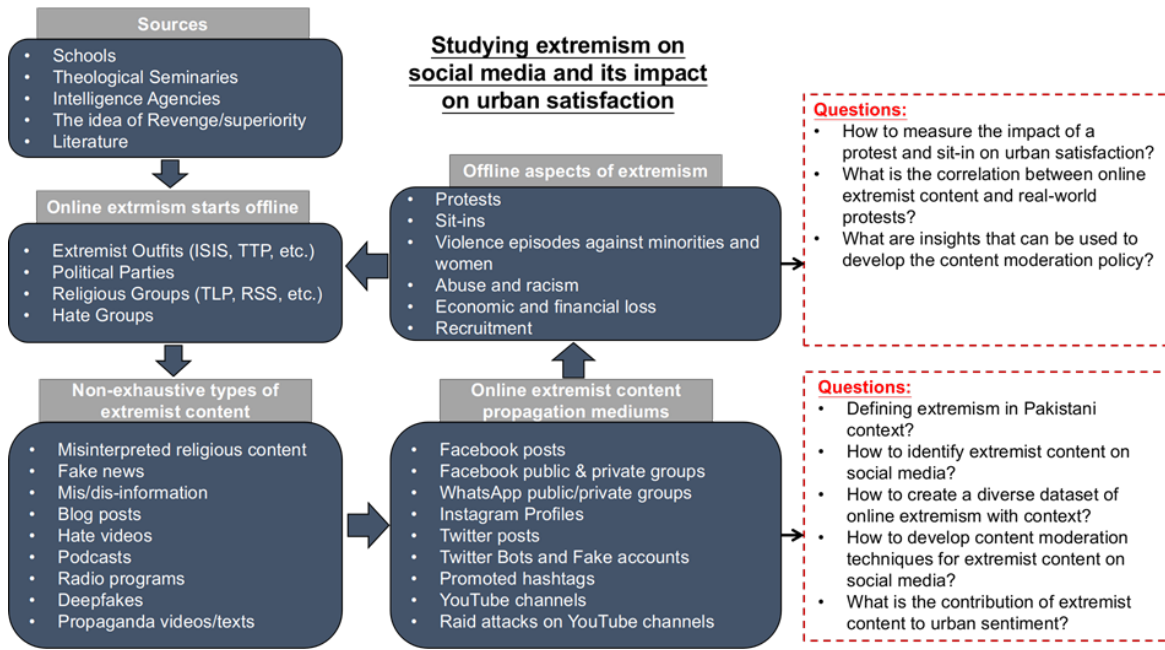 Sources
• Schools
• Theological Seminaries
• Intelligence Agencies
• The idea of Revenge/superiority
• Literature
Studying extremism on
social media and its impact
on urban satisfaction
Online extrmism starts offline
• Extremist Outfits (ISIS, TTP, etc.)
• Political Parties
• Religious Groups (TLP, RSS, etc.)
• Hate Groups
Offline aspects of extremism
• Protests
• Sit-ins
• Violence episodes against minorities and
women
• Abuse and racism
• Economic and financial loss
• Recruitment
Questions:
• How to measure the impact of a
protest and sit-in on urban satisfaction?
• What is the correlation between online
extremist content and real-world
protests?
• What are insights that can be used to
develop the content moderation policy?
Non-exhaustive types of
extremist content
• Misinterpreted religious content
• Fake news
• Mis/dis-information
• Blog posts
• Hate videos
• Podcasts
• Radio programs
• Deepfakes
• Propaganda videos/texts
Online extremist content
propagation mediums
• Facebook posts
• Facebook public & private groups
• WhatsApp public/private groups
• Instagram Profiles
• Twitter posts
• Twitter Bots and Fake accounts
• Promoted hashtags
• YouTube channels
• Raid attacks on YouTube channels
Questions:
• Defining extremism in Pakistani
context?
• How to identify extremist content on
social media?
• How to create a diverse dataset of
online extremism with context?
• How to develop content moderation
techniques for extremist content on
social media?
• What is the contribution of extremist
content to urban sentiment?